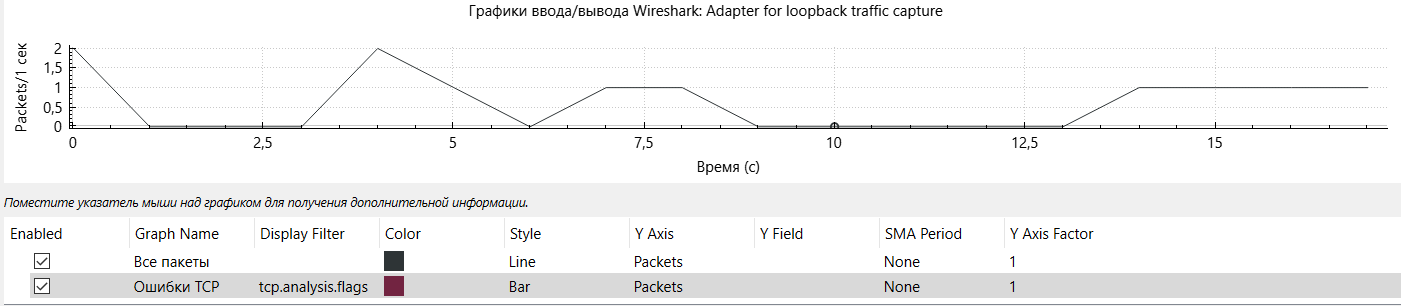 Графики ввода/вывода Wireshark: Adapter for loopback traffic capture
Packets/1 сек
2
1,5
1
0,5
0
0 2,5 5 7,5 10 12,5 15
Время (с)
Поместите указатель мыши над графиком для получения дополнительной информации.
Enabled Graph Name Display Filter Color Style Y Axis Y Field SMA Period Y Axis Factor
Все пакеты Line Packets None 1
Ошибки TCP tcp.analysis.flags Bar Packets None 1